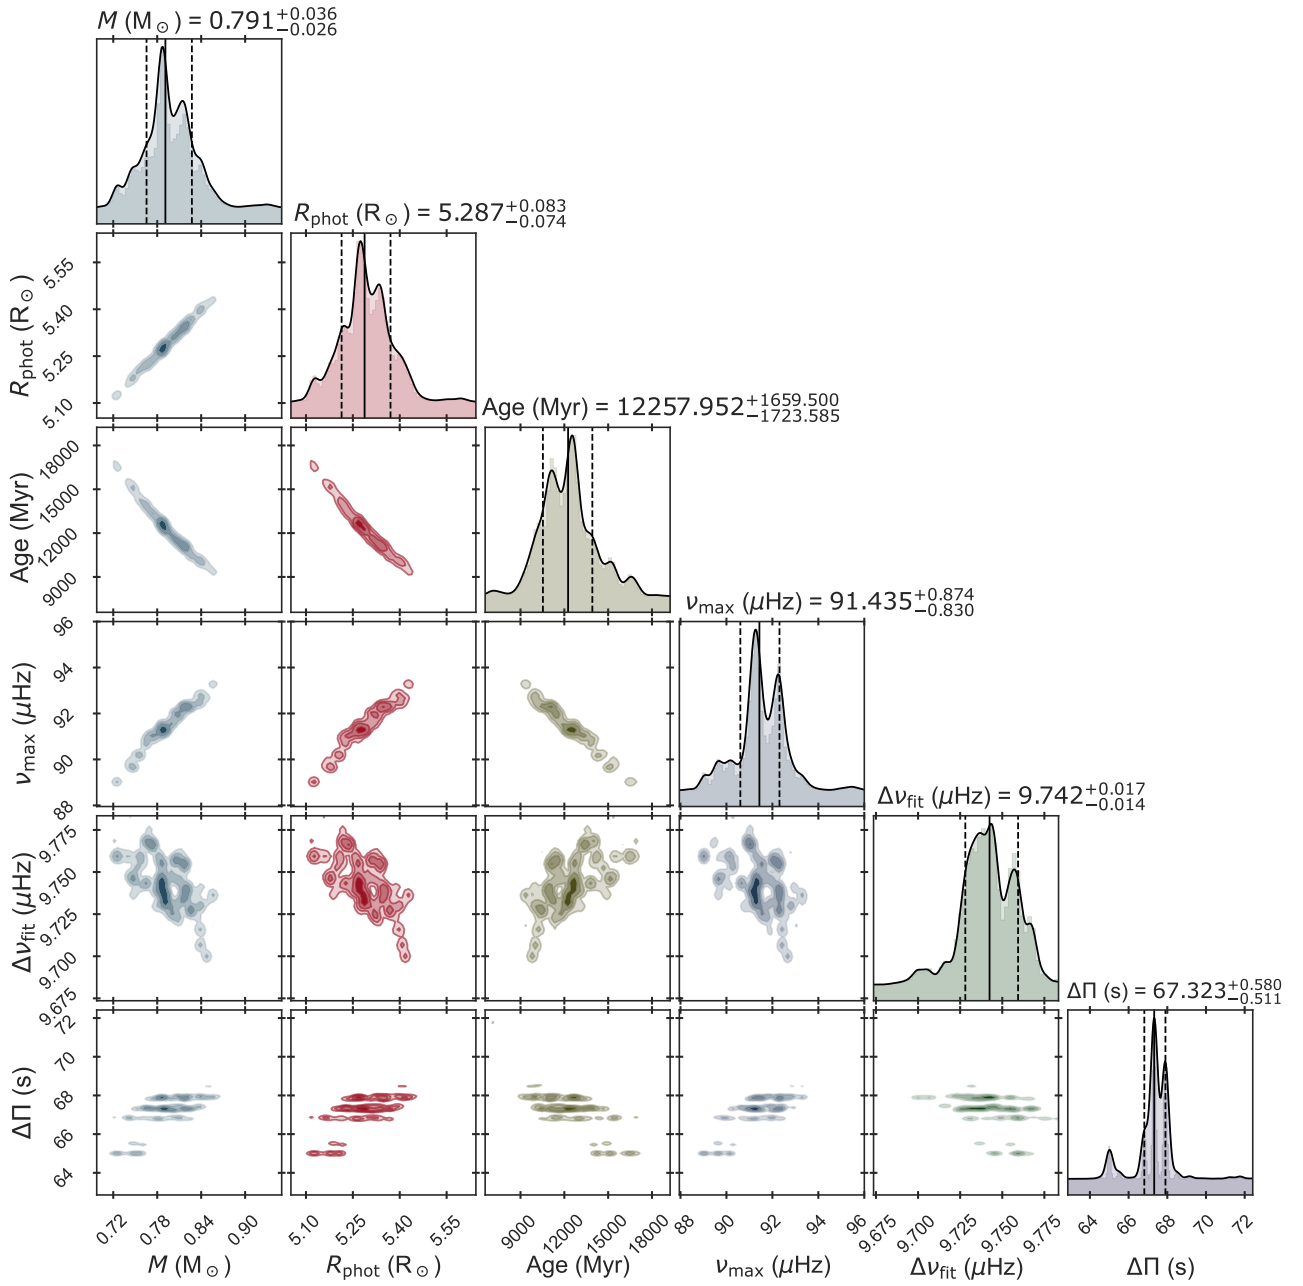 M (M⊙) = 0.791+0.036 −0.026
Rphot (R⊙) = 5.287+0.083 −0.074
5.55
5.40
5.25
5.10
Rphot (R⊙)
Age (Myr) = 12257.952+1659.500 −1723.585
18000
15000
12000
9000
Age (Myr)
νmax (μHz) = 91.435+0.874 −0.830
96
94
92
90
88
νmax (μHz)
Δνfit (μHz) = 9.742+0.017 −0.014
9.775
9.750
9.725
9.700
9.675
Δνfit (μHz)
ΔΠ (s) = 67.323+0.580 −0.511
72
70
68
66
64
ΔΠ (s)
0.72 0.78 0.84 0.90 5.10 5.25 5.40 5.55 9000 12000 15000 18000 88 90 92 94 96 9.675 9.700 9.725 9.750 9.775 64 66 68 70 72
M (M⊙) Rphot (R⊙) Age (Myr) νmax (μHz) Δνfit (μHz) ΔΠ (s)